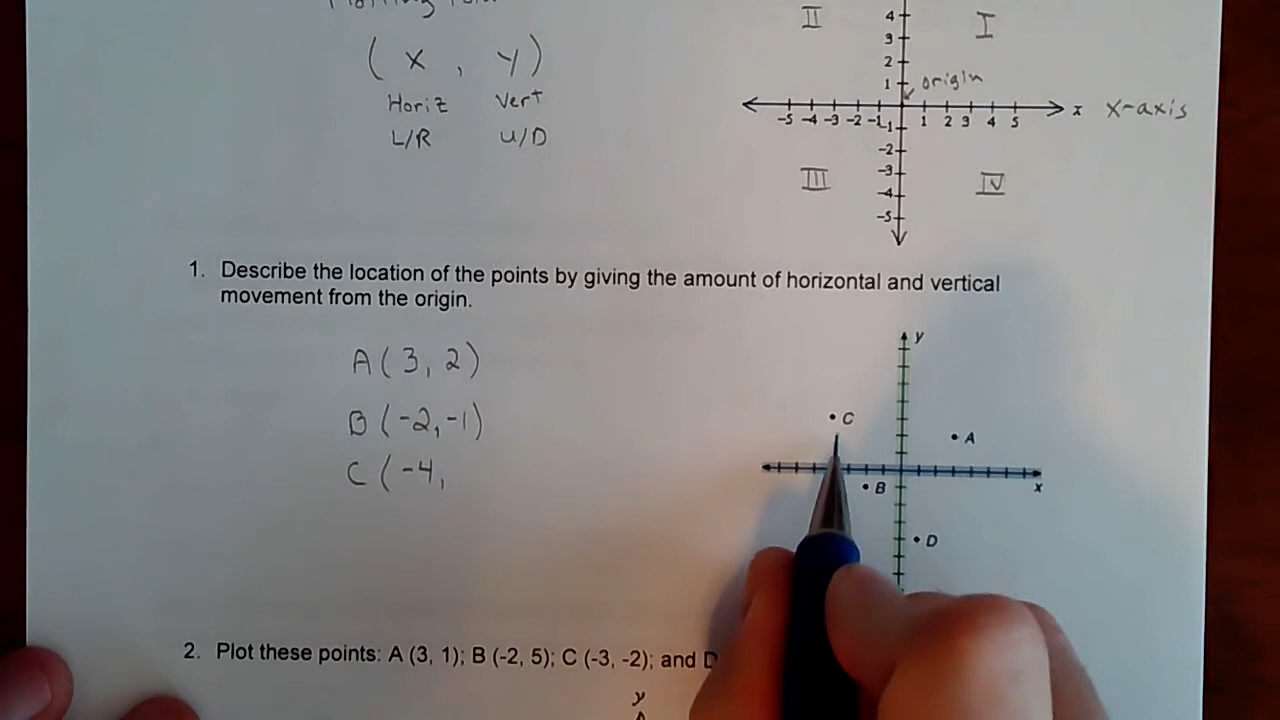 II
I
4
3
2
1
origin
( x , y)
Horiz Vert
L/R U/D
-5 -4 -3 -2 -1 1 2 3 4 5 x x-axis
-1
-2
-3
-4
-5
III
IV
1. Describe the location of the points by giving the amount of horizontal and vertical
movement from the origin.
A(3, 2)
B(-2,-1)
C(-4,
y
C
A
B
x
D
2. Plot these points: A (3, 1); B (-2, 5); C (-3, -2); and D
y